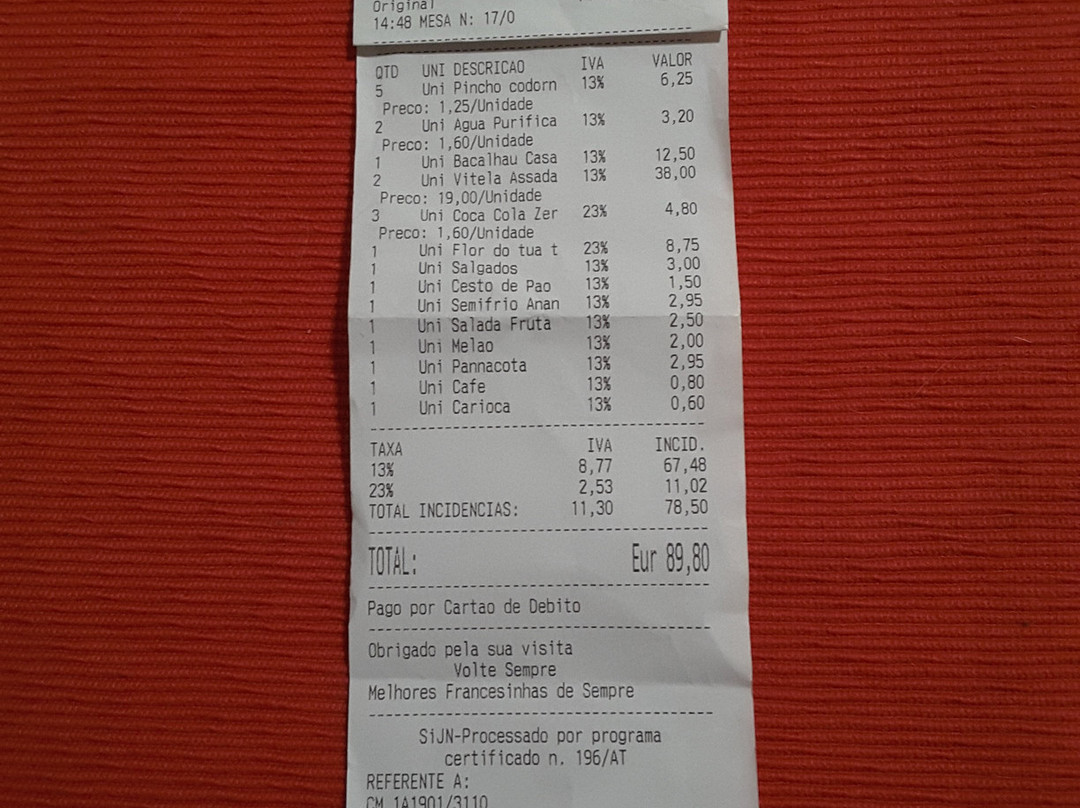 Original
14:48 MESA N: 17/0
QTD UNI DESCRICAO IVA VALOR
5 Uni Pincho codorn 13% 6,25
Preco: 1,25/Unidade
2 Uni Agua Purifica 13% 3,20
Preco: 1,60/Unidade
1 Uni Bacalhau Casa 13% 12,50
2 Uni Vitela Assada 13% 38,00
Preco: 19,00/Unidade
3 Uni Coca Cola Zer 23% 4,80
Preco: 1,60/Unidade
1 Uni Flor do tua t 23% 8,75
1 Uni Salgados 13% 3,00
1 Uni Cesto de Pao 13% 1,50
1 Uni Semifrio Anan 13% 2,95
1 Uni Salada Fruta 13% 2,50
1 Uni Melao 13% 2,00
1 Uni Pannacota 13% 2,95
1 Uni Cafe 13% 0,80
1 Uni Carioca 13% 0,60
TAXA IVA INCID.
13% 8,77 67,48
23% 2,53 11,02
TOTAL INCIDENCIAS: 11,30 78,50
TOTAL: Eur 89,80
Pago por Cartao de Debito
Obrigado pela sua visita
Volte Sempre
Melhores Francesinhas de Sempre
SiJN-Processado por programa
certificado n. 196/AT
REFERENTE A:
CM 1A1901/3110